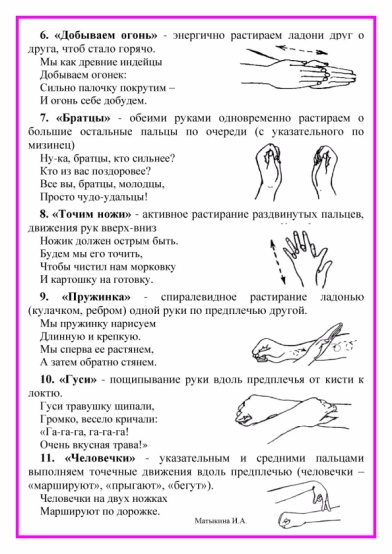 6. «Добываем огонь» - энергично растираем ладони друг о
друга, чтоб стало горячо.
Мы как древние индейцы
Добываем огонек:
Сильно палочку покрутим –
И огонь себе добудем.
7. «Братцы» - обеими руками одновременно растираем о
большие остальные пальцы по очереди (с указательного по
мизинец)
Ну-ка, братцы, кто сильнее?
Кто из вас поздоровее?
Все вы, братцы, молодцы,
Просто чудо-удальцы!
8. «Точим ножи» - активное растирание раздвинутых пальцев,
движения рук вверх-вниз
Ножик должен острым быть.
Будем мы его точить,
Чтобы чистил нам морковку
И картошку на готовку.
9. «Пружинка» - спиралевидное растирание ладонью
(кулачком, ребром) одной руки по предплечью другой.
Мы пружинку нарисуем
Длинную и крепкую.
Мы сперва ее растянем,
А затем обратно стянем.
10. «Гуси» - пощипывание руки вдоль предплечья от кисти к
локтю.
Гуси травушку щипали,
Громко, весело кричали:
«Га-га-га, га-га-га!
Очень вкусная трава!»
11. «Человечки» - указательным и средними пальцами
выполняем точечные движения вдоль предплечью (человечки –
«маршируют», «прыгают», «бегут»).
Человечки на двух ножках
Маршируют по дорожке.
Матыкина И.А.